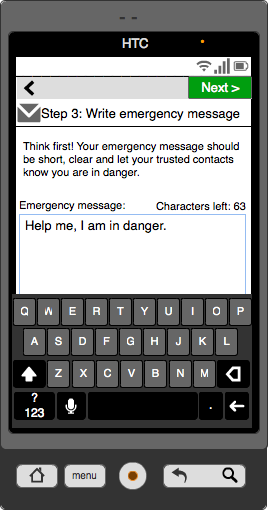 HTC
Next >
Step 3: Write emergency message
Think first! Your emergency message should
be short, clear and let your trusted contacts
know you are in danger.
Emergency message: Characters left: 63
Help me, I am in danger.
Q W E R T Y U I O P
A S D F G H J K L
Z X C V B N M
?
123 .
menu